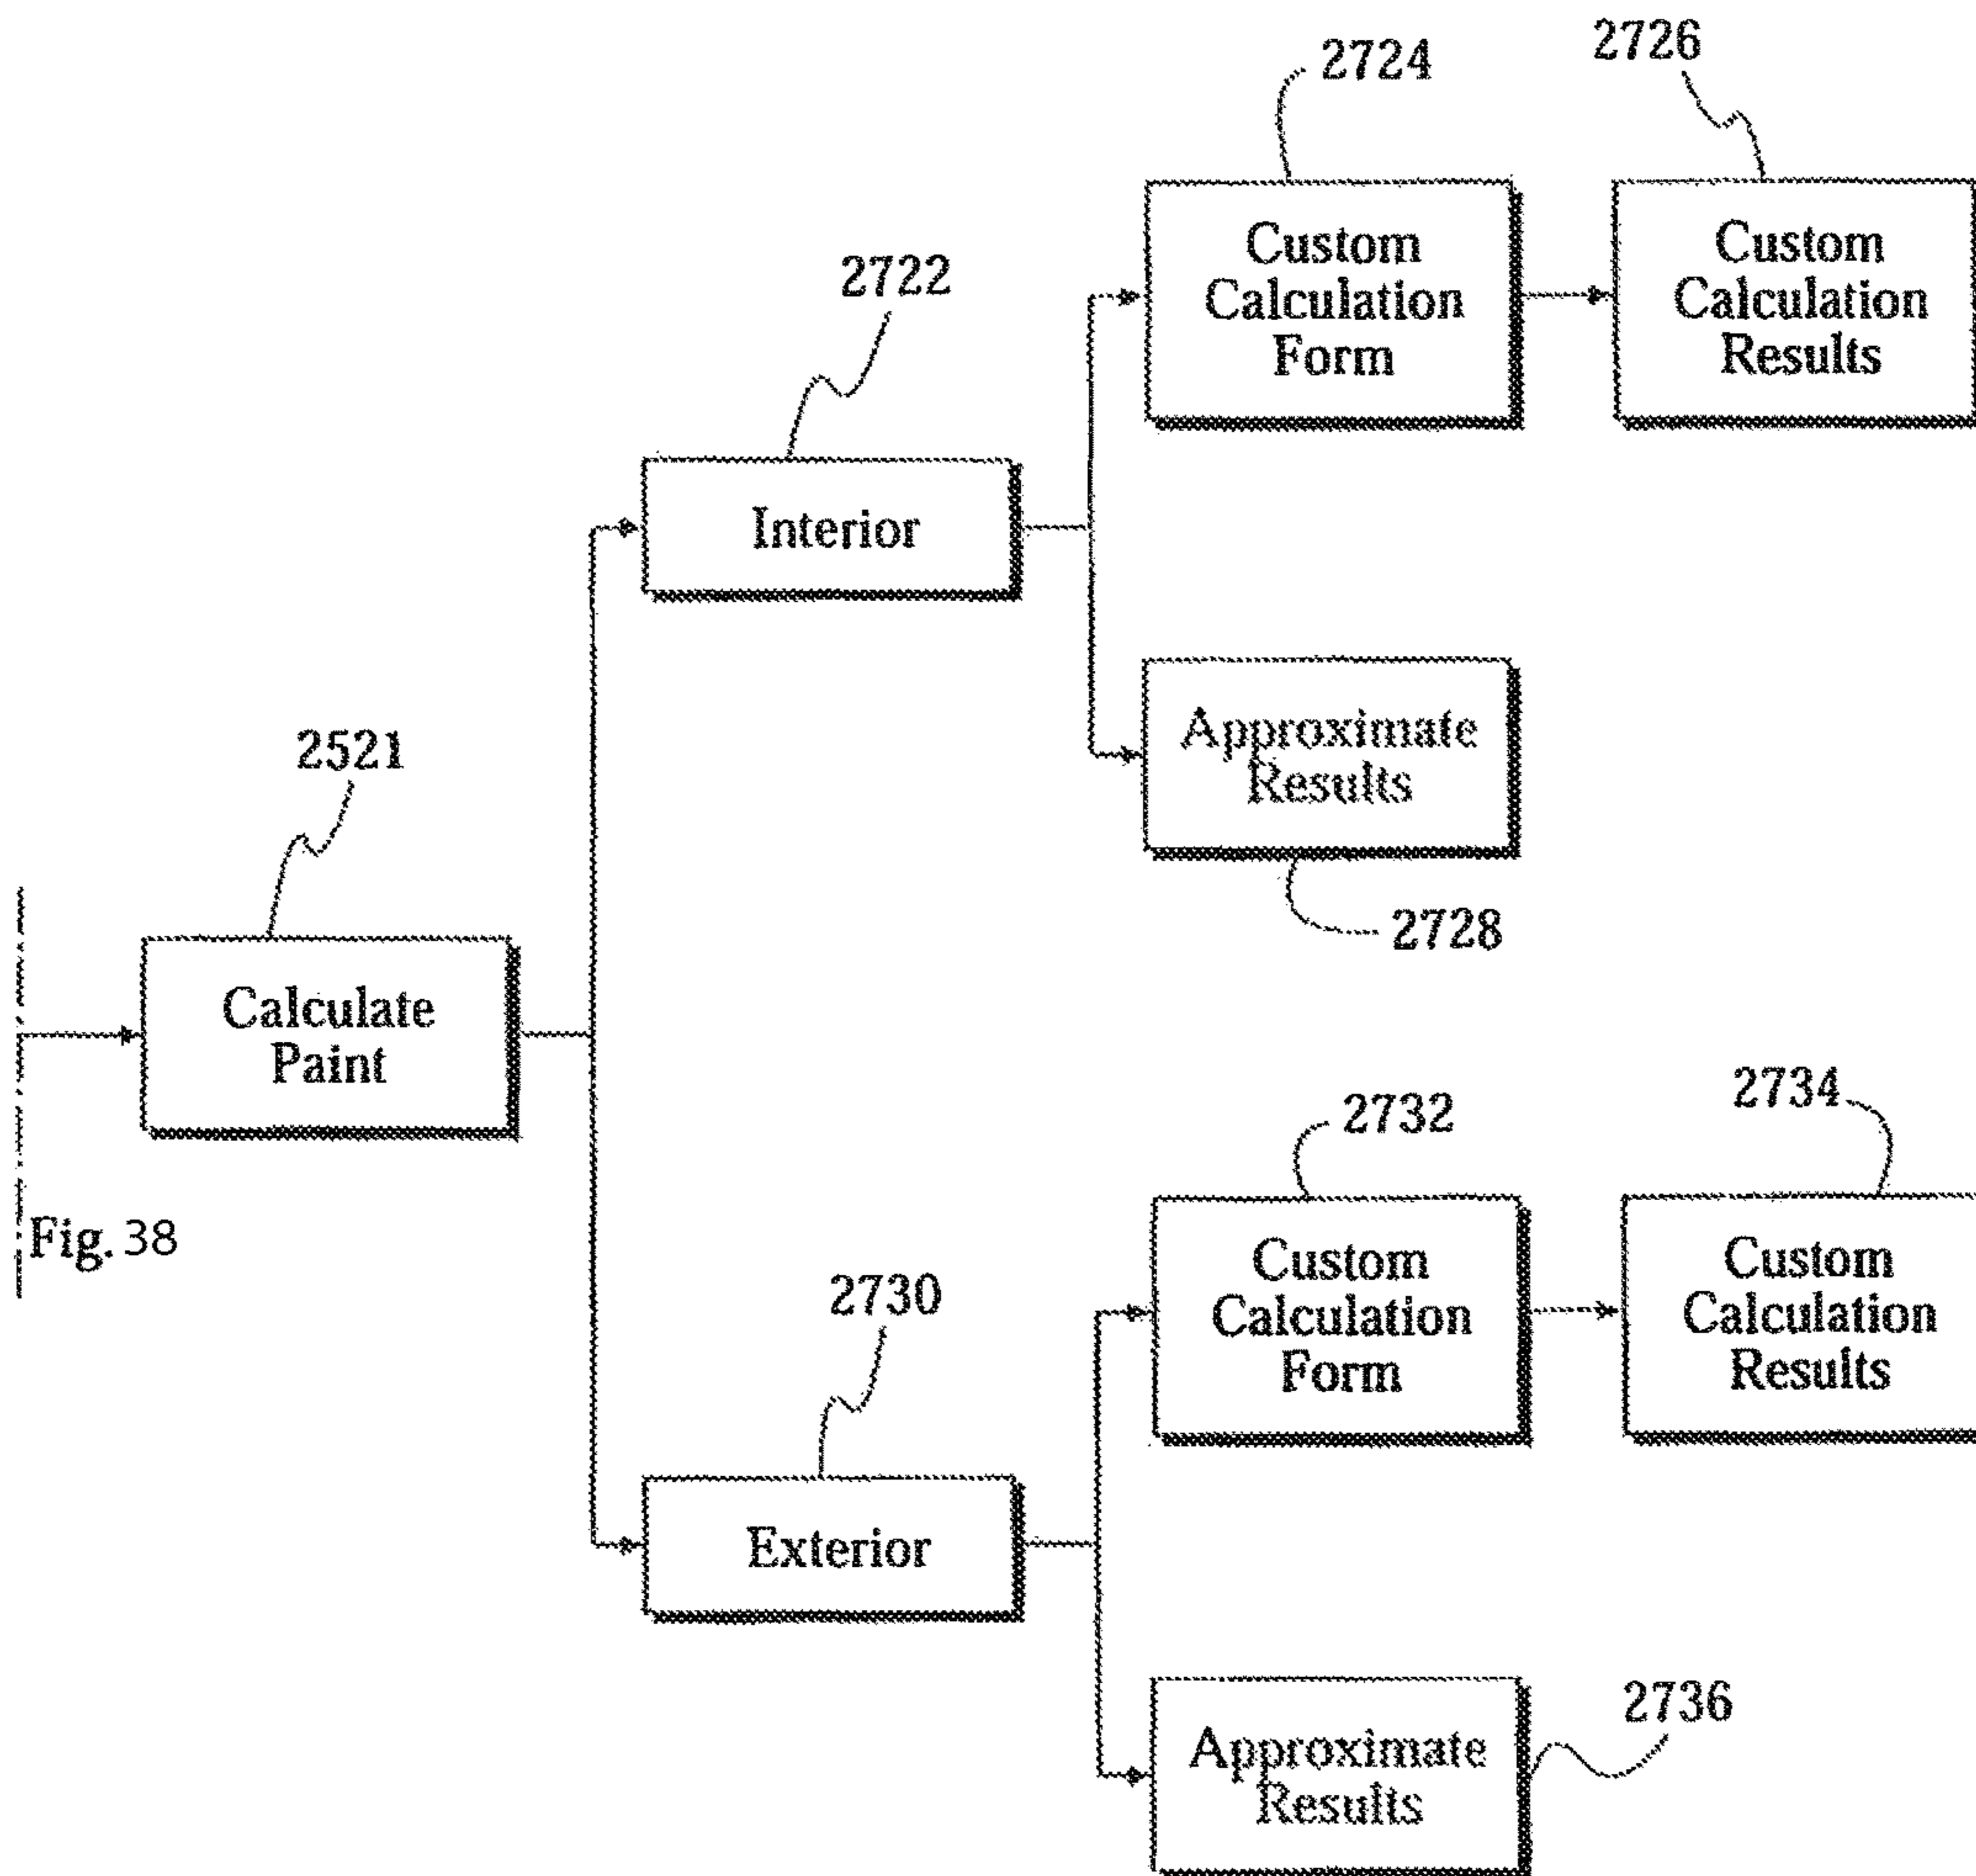 2726
2724
Custom
Calculation
Form
Custom
Calculation
Results
2722
Interior
Approximate
Results
2728
2521
Calculate
Paint
Fig. 38
2734
2732
Custom
Calculation
Form
Custom
Calculation
Results
2730
Exterior
2736
Approximate
Results